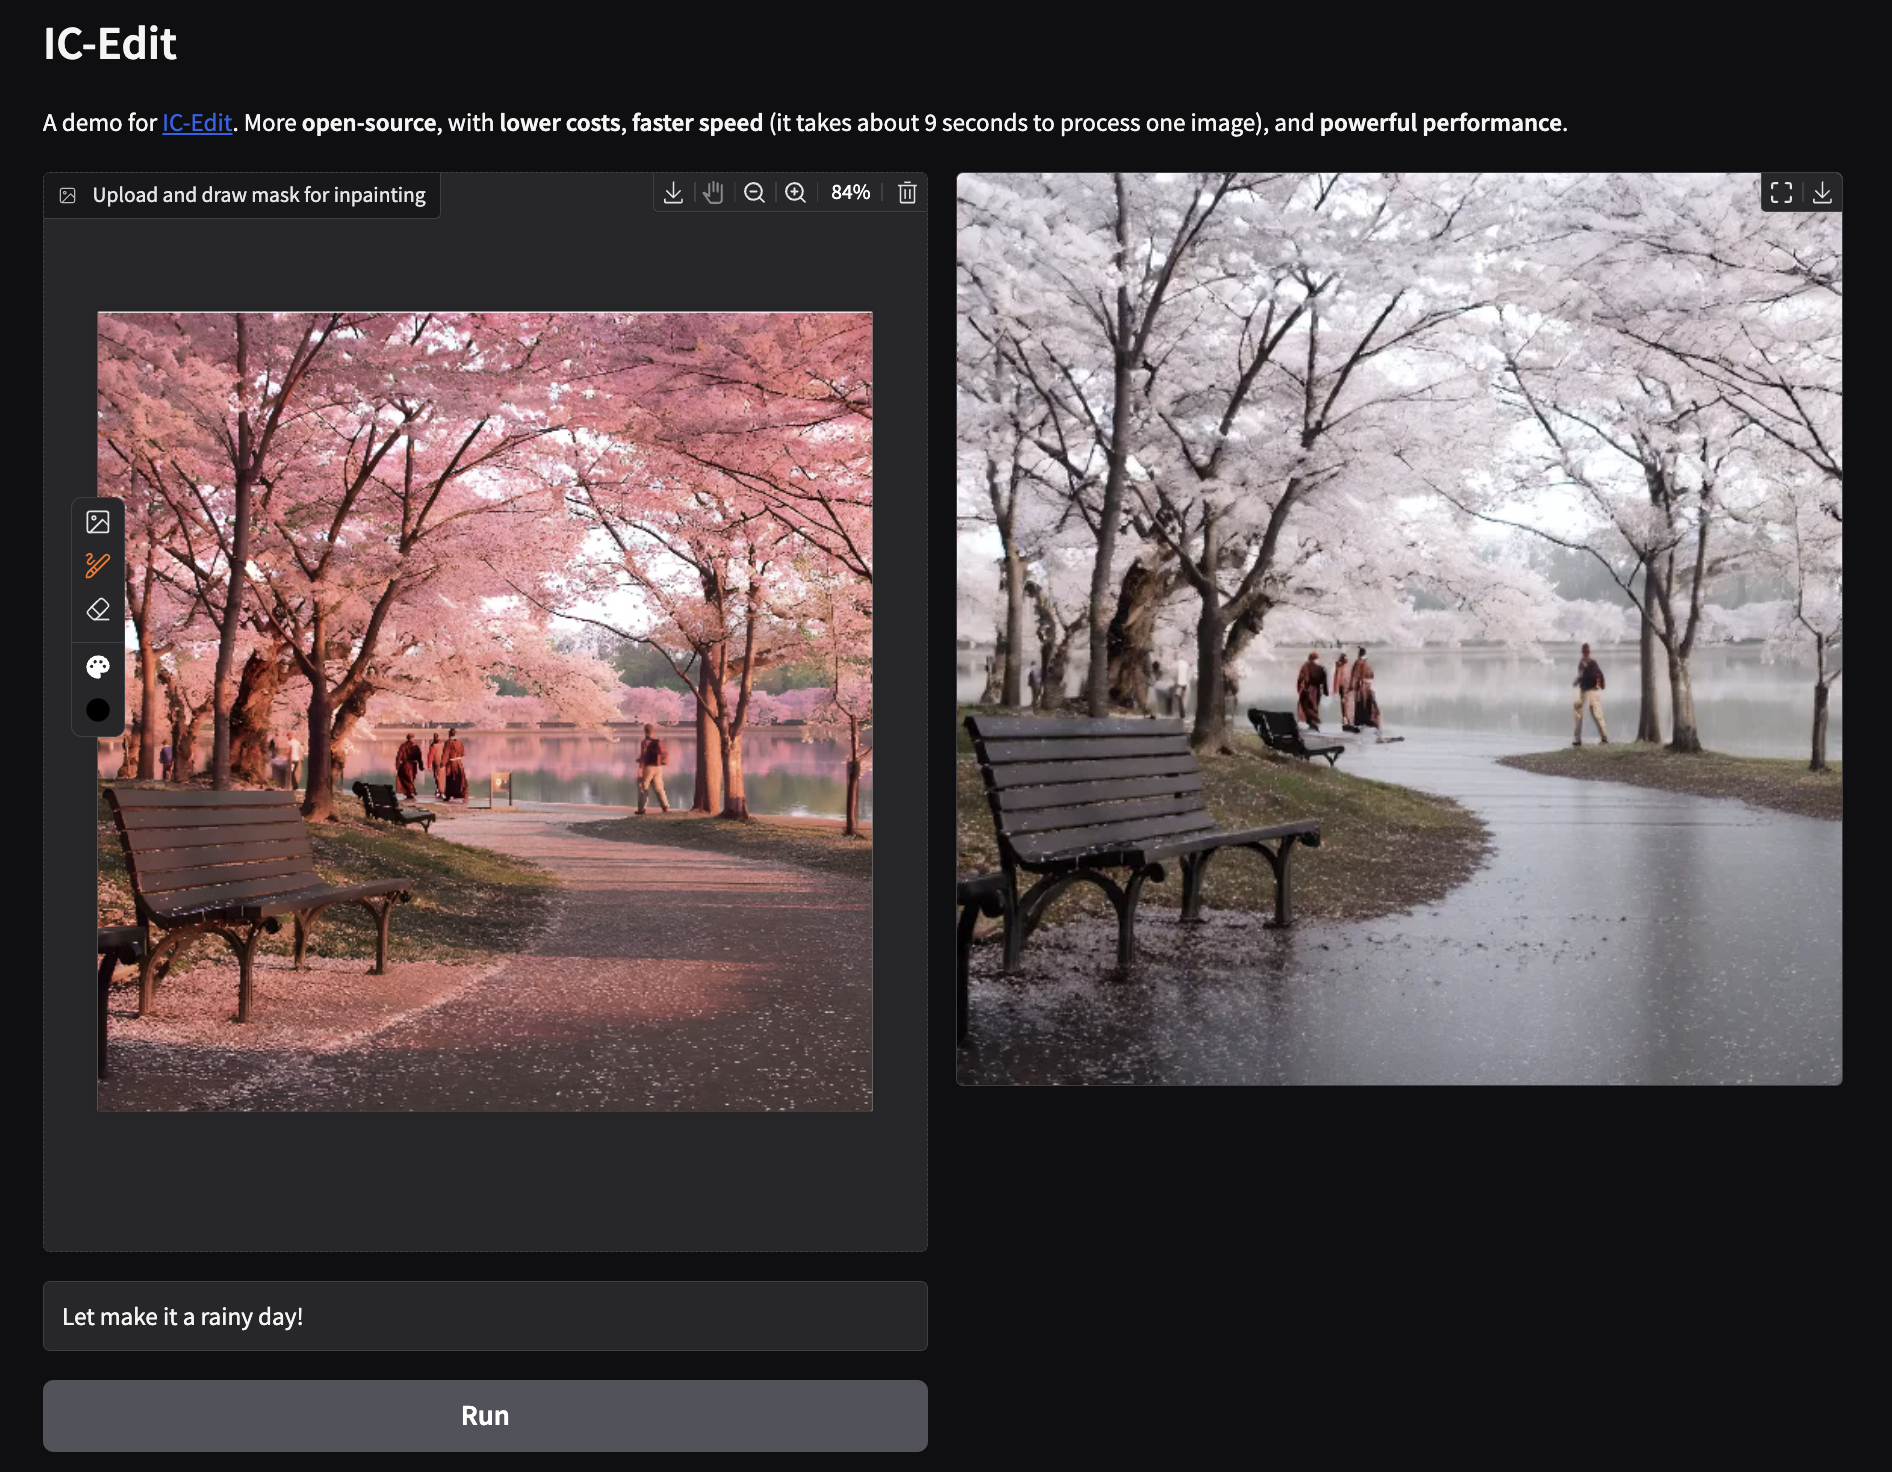 IC-Edit
A demo for IC-Edit. More open-source, with lower costs, faster speed (it takes about 9 seconds to process one image), and powerful performance.
Upload and draw mask for inpainting
84%
Let make it a rainy day!
Run